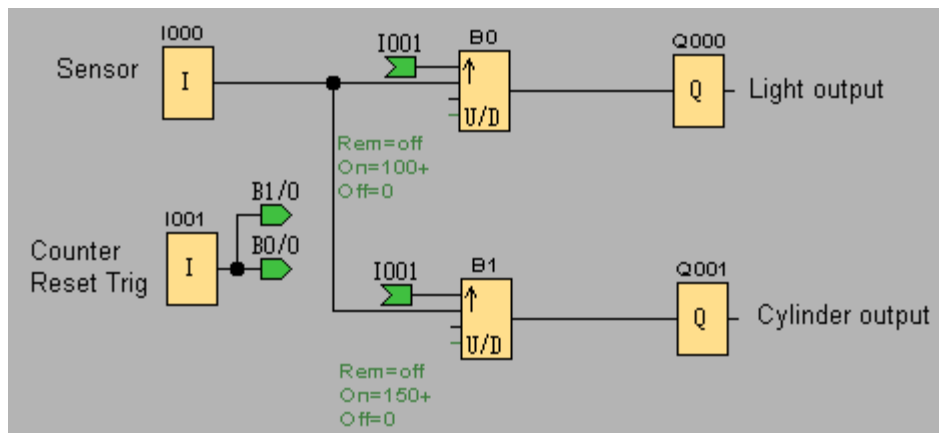 I000
Sensor
I
I001
B0
U/D
Q000
Q
Light output
Rem=off
On=100+
Off=0
B1/0
B0/0
I001
I
Counter
Reset Trig
I001
B1
U/D
Q001
Q
Cylinder output
Rem=off
On=150+
Off=0